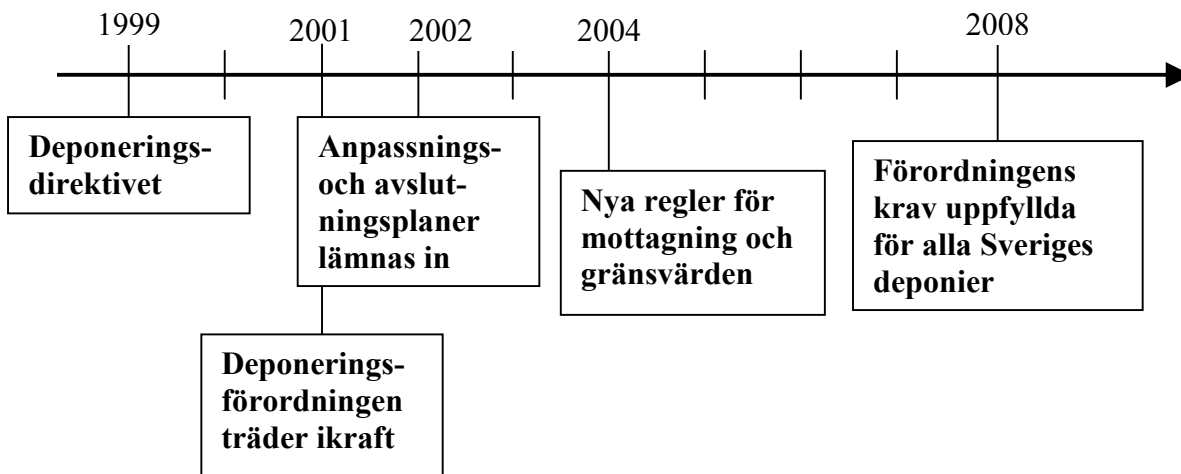 1999
2001
2002
2004
2008
Deponerings-
direktivet
Anpassnings-
och avslut-
ningsplaner
lämnas in
Nya regler för
mottagning och
gränsvärden
Förordningens
krav uppfyllda
för alla Sveriges
deponier
Deponerings-
förordningen
träder ikraft